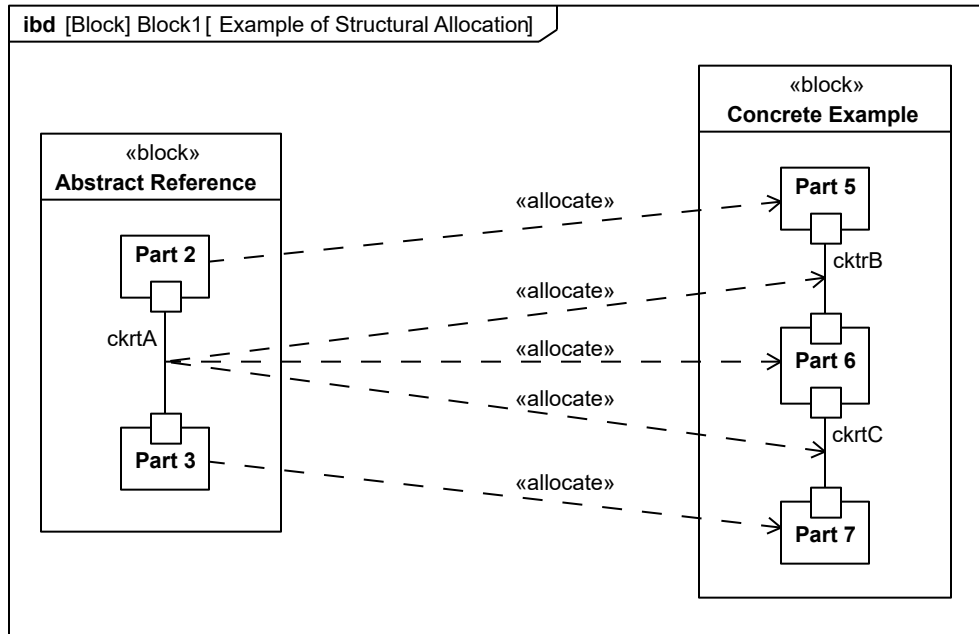 ibd [Block] Block1[ Example of Structural Allocation]
«block»
Concrete Example
«block»
Abstract Reference
Part 5
«allocate»
Part 2
cktrB
«allocate»
ckrtA
«allocate»
Part 6
«allocate»
ckrtC
Part 3
«allocate»
Part 7